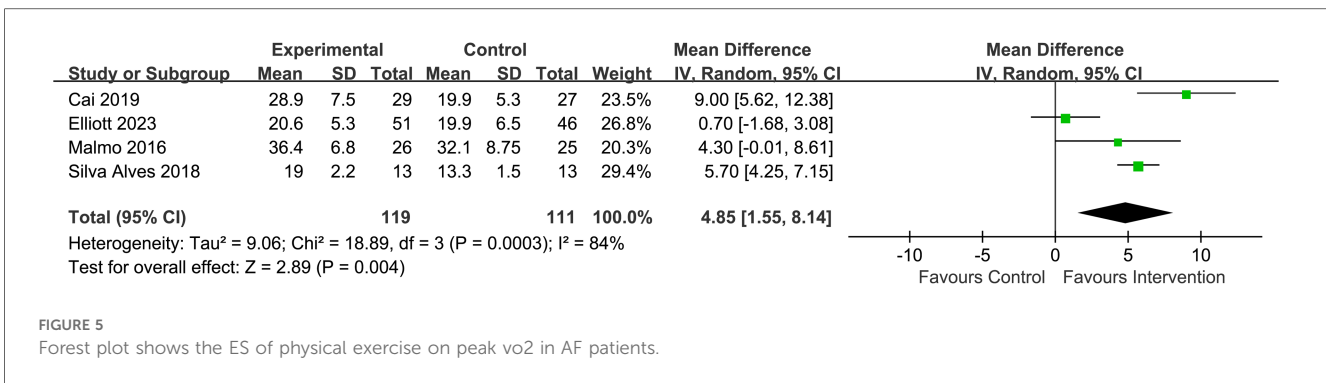 Experimental Control Mean Difference Mean Difference
Study or Subgroup Mean SD Total Mean SD Total Weight IV, Random, 95% CI IV, Random, 95% CI
Cai 2019 28.9 7.5 29 19.9 5.3 27 23.5% 9.00 [5.62, 12.38]
Elliott 2023 20.6 5.3 51 19.9 6.5 46 26.8% 0.70 [-1.68, 3.08]
Malmo 2016 36.4 6.8 26 32.1 8.75 25 20.3% 4.30 [-0.01, 8.61]
Silva Alves 2018 19 2.2 13 13.3 1.5 13 29.4% 5.70 [4.25, 7.15]
Total (95% CI) 119 111 100.0% 4.85 [1.55, 8.14]
Heterogeneity: Tau² = 9.06; Chi² = 18.89, df = 3 (P = 0.0003); I² = 84%
Test for overall effect: Z = 2.89 (P = 0.004)
-10 -5 0 5 10
Favours Control Favours Intervention
FIGURE 5
Forest plot shows the ES of physical exercise on peak vo2 in AF patients.